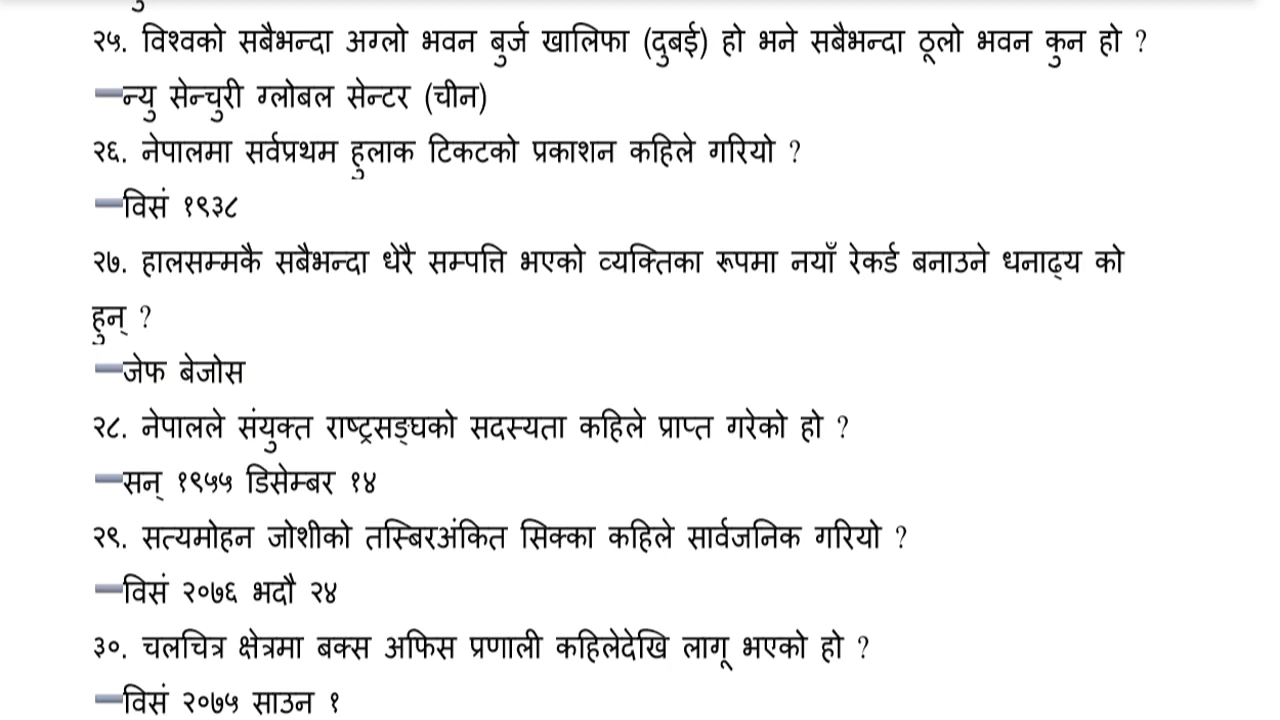 २५. विश्वको सबैभन्दा अग्लो भवन बुर्ज खालिफा (दुबई) हो भने सबैभन्दा ठूलो भवन कुन हो ?
—न्यु सेन्चुरी ग्लोबल सेन्टर (चीन)
२६. नेपालमा सर्वप्रथम हुलाक टिकटको प्रकाशन कहिले गरियो ?
—विसं १९३८
२७. हालसम्मकै सबैभन्दा धेरै सम्पत्ति भएको व्यक्तिका रूपमा नयाँ रेकर्ड बनाउने धनाढ्य को
हुन् ?
—जेफ बेजोस
२८. नेपालले संयुक्त राष्ट्रसङ्घको सदस्यता कहिले प्राप्त गरेको हो ?
—सन् १९५५ डिसेम्बर १४
२९. सत्यमोहन जोशीको तस्बिरअंकित सिक्का कहिले सार्वजनिक गरियो ?
—विसं २०७६ भदौ २४
३०. चलचित्र क्षेत्रमा बक्स अफिस प्रणाली कहिलेदेखि लागू भएको हो ?
—विसं २०७५ साउन १